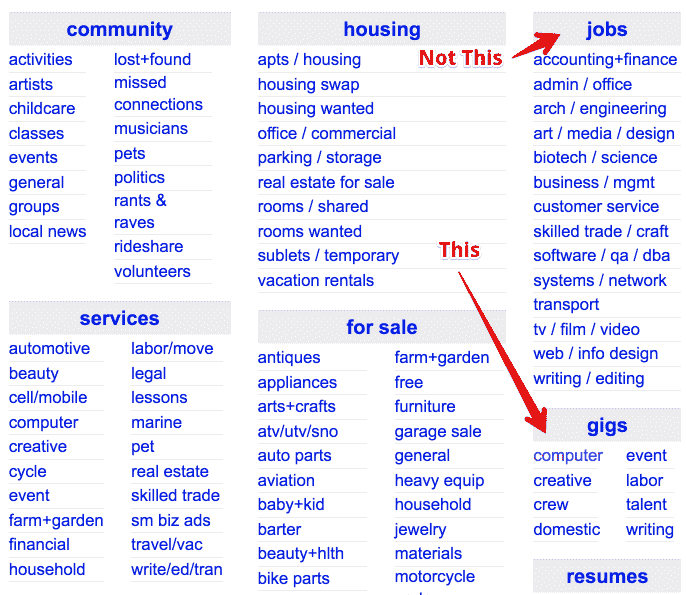 community
activities
artists
childcare
classes
events
general
groups
local news
lost+found
missed
connections
musicians
pets
politics
rants &
raves
rideshare
volunteers
services
automotive
beauty
cell/mobile
computer
creative
cycle
event
farm+garden
financial
household
labor/move
legal
lessons
marine
pet
real estate
skilled trade
sm biz ads
travel/vac
write/ed/tran
housing
apts / housing
housing swap
housing wanted
office / commercial
parking / storage
real estate for sale
rooms / shared
rooms wanted
sublets / temporary
vacation rentals
Not This
This
for sale
antiques
appliances
arts+crafts
atv/utv/sno
auto parts
aviation
baby+kid
barter
beauty+hlth
bike parts
farm+garden
free
furniture
garage sale
general
heavy equip
household
jewelry
materials
motorcycle
jobs
accounting+finance
admin / office
arch / engineering
art / media / design
biotech / science
business / mgmt
customer service
skilled trade / craft
software / qa / dba
systems / network
transport
tv / film / video
web / info design
writing / editing
gigs
computer
creative
crew
domestic
event
labor
talent
writing
resumes